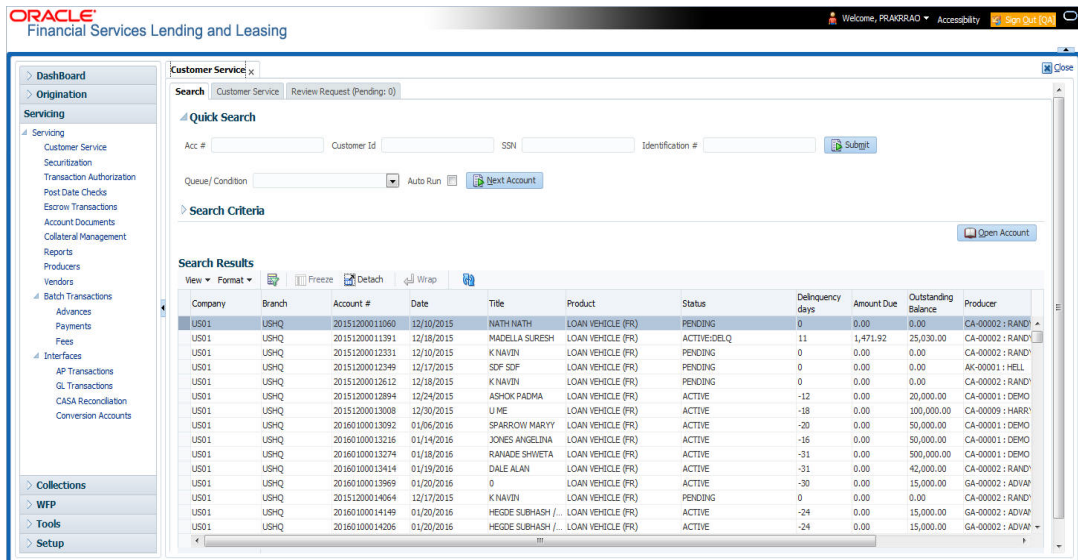 ORACLE'
Financial Services Lending and Leasing
Welcome, PRAKRRAO Accessibility Sign Out [QA]
Close
DashBoard
Origination
Servicing
Servicing
Customer Service
Securitization
Transaction Authorization
Post Date Checks
Escrow Transactions
Account Documents
Collateral Management
Reports
Producers
Vendors
Batch Transactions
Advances
Payments
Fees
Interfaces
AP Transactions
GL Transactions
CASA Reconciliation
Conversion Accounts
Collections
WFP
Tools
Setup
Customer Service x
Search Customer Service Review Request (Pending: 0)
Quick Search
Acc # Customer Id SSN Identification # Submit
Queue/ Condition Auto Run Next Account
Search Criteria
Open Account
Search Results
View Format Freeze Detach Wrap
Company Branch Account # Date Title Product Status Delinquency days Amount Due Outstanding Balance Producer
US01 USHQ 20151200011060 12/10/2015 NATH NATH LOAN VEHICLE (FR) PENDING 0 0.00 0.00 CA-00002 : RANDY
US01 USHQ 20151200011391 12/18/2015 MADELLA SURESH LOAN VEHICLE (FR) ACTIVE:DELQ 11 1,471.92 25,030.00 CA-00002 : RANDY
US01 USHQ 20151200012331 12/10/2015 K NAVIN LOAN VEHICLE (FR) PENDING 0 0.00 0.00 CA-00002 : RANDY
US01 USHQ 20151200012349 12/17/2015 SDF SDF LOAN VEHICLE (FR) PENDING 0 0.00 0.00 AK-00001 : HELL
US01 USHQ 20151200012612 12/18/2015 K NAVIN LOAN VEHICLE (FR) PENDING 0 0.00 0.00 CA-00002 : RANDY
US01 USHQ 20151200012894 12/24/2015 ASHOK PADMA LOAN VEHICLE (FR) ACTIVE -12 0.00 20,000.00 CA-00001 : DEMO
US01 USHQ 20151200013008 12/30/2015 U ME LOAN VEHICLE (FR) ACTIVE -18 0.00 100,000.00 CA-00009 : HARRY
US01 USHQ 20160100013092 01/06/2016 SPARROW MARYY LOAN VEHICLE (FR) ACTIVE -20 0.00 50,000.00 CA-00001 : DEMO
US01 USHQ 20160100013216 01/14/2016 JONES ANGELINA LOAN VEHICLE (FR) ACTIVE -16 0.00 50,000.00 CA-00001 : DEMO
US01 USHQ 20160100013274 01/18/2016 RANADE SHWETA LOAN VEHICLE (FR) ACTIVE -31 0.00 500,000.00 CA-00001 : DEMO
US01 USHQ 20160100013414 01/19/2016 DALE ALAN LOAN VEHICLE (FR) ACTIVE -31 0.00 42,000.00 CA-00002 : RANDY
US01 USHQ 20160100013969 01/20/2016 0 LOAN VEHICLE (FR) ACTIVE -30 0.00 15,000.00 GA-00002 : ADVAN
US01 USHQ 20151200014064 12/17/2015 K NAVIN LOAN VEHICLE (FR) PENDING 0 0.00 0.00 CA-00002 : RANDY
US01 USHQ 20160100014149 01/20/2016 HEGDE SUBHASH /... LOAN VEHICLE (FR) ACTIVE -24 0.00 15,000.00 GA-00002 : ADVAN
US01 USHQ 20160100014206 01/20/2016 HEGDE SUBHASH /... LOAN VEHICLE (FR) ACTIVE -24 0.00 15,000.00 GA-00002 : ADVAN